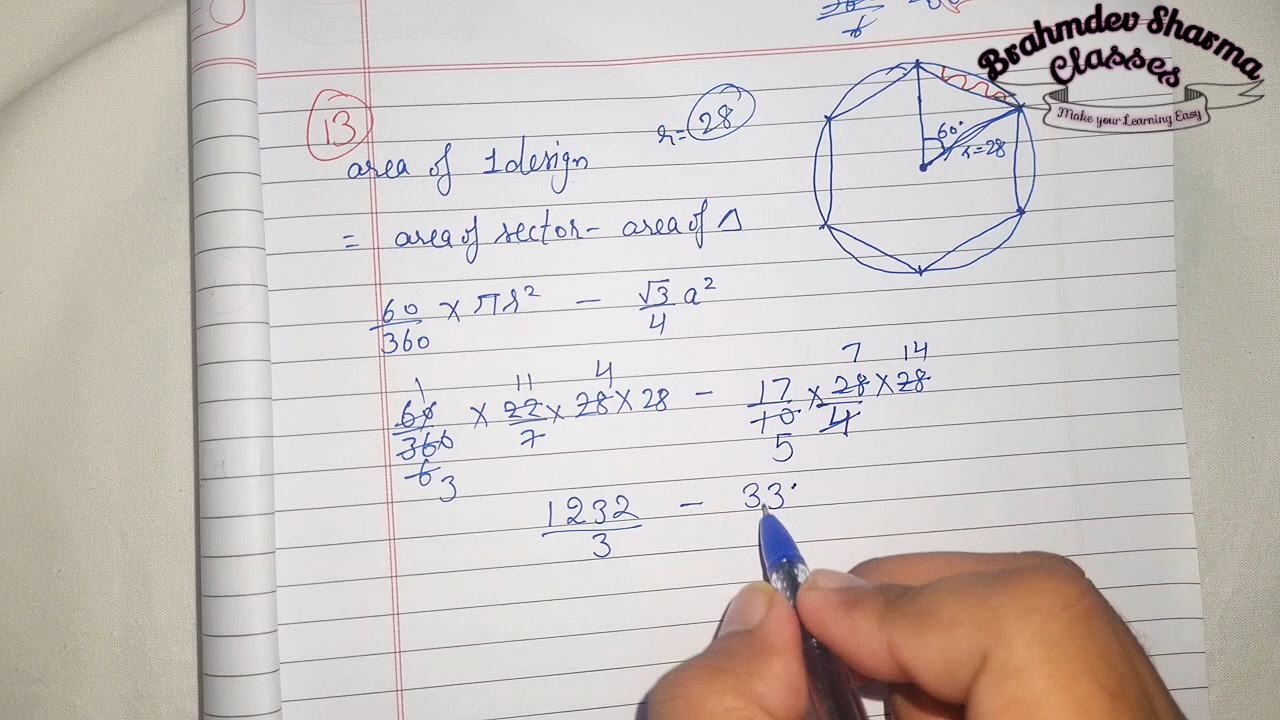 Brahmdev Sharma
Classes
Make your Learning Easy
13
r = 28
area of 1 design
= area of sector - area of Δ
60/360 × πr² - √3/4 a²
60/360 × 22/7 × 28 × 28 - 17/10 × 28/4 × 28
1 11 4 7 14
6 3 5
1232/3 - 33
60°
r = 28